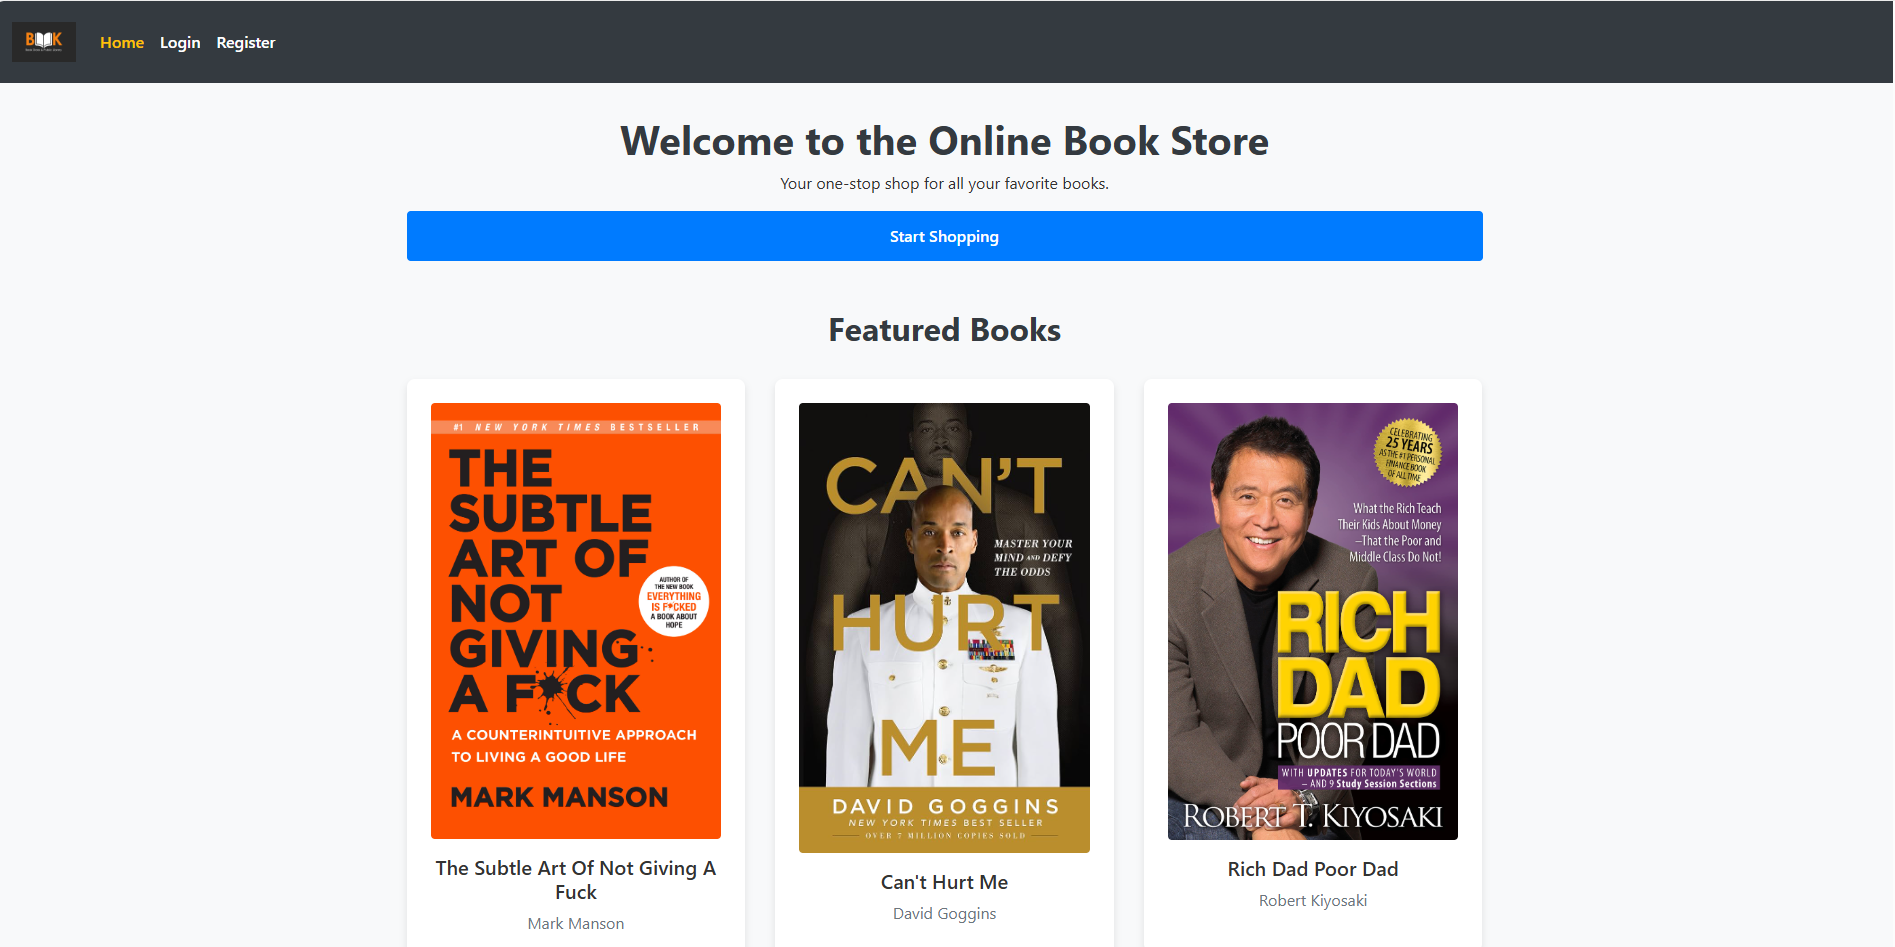 BOOK
Home Login Register
Welcome to the Online Book Store
Your one-stop shop for all your favorite books.
Start Shopping
Featured Books
#1 NEW YORK TIMES BESTSELLER
THE
SUBTLE
ART OF
NOT
GIVING
A F CK
AUTHOR OF
THE NEW BOOK
EVERYTHING
IS F*CKED
A BOOK ABOUT
HOPE
A COUNTERINTUITIVE APPROACH
TO LIVING A GOOD LIFE
MARK MANSON
The Subtle Art Of Not Giving A
Fuck
Mark Manson
CAN'T
MASTER YOUR
MIND AND DEFY
THE ODDS
HURT
ME
DAVID GOGGINS
NEW YORK TIMES BEST SELLER
OVER 7 MILLION COPIES SOLD
Can't Hurt Me
David Goggins
CELEBRATING
25 YEARS
AS THE #1 PERSONAL
FINANCE BOOK
OF ALL TIME
What the Rich Teach
Their Kids About Money
–That the Poor and
Middle Class Do Not!
RICH
DAD
POOR DAD
WITH UPDATES FOR TODAY'S WORLD
– AND 9 Study Session Sections
ROBERT T. KIYOSAKI
Rich Dad Poor Dad
Robert Kiyosaki